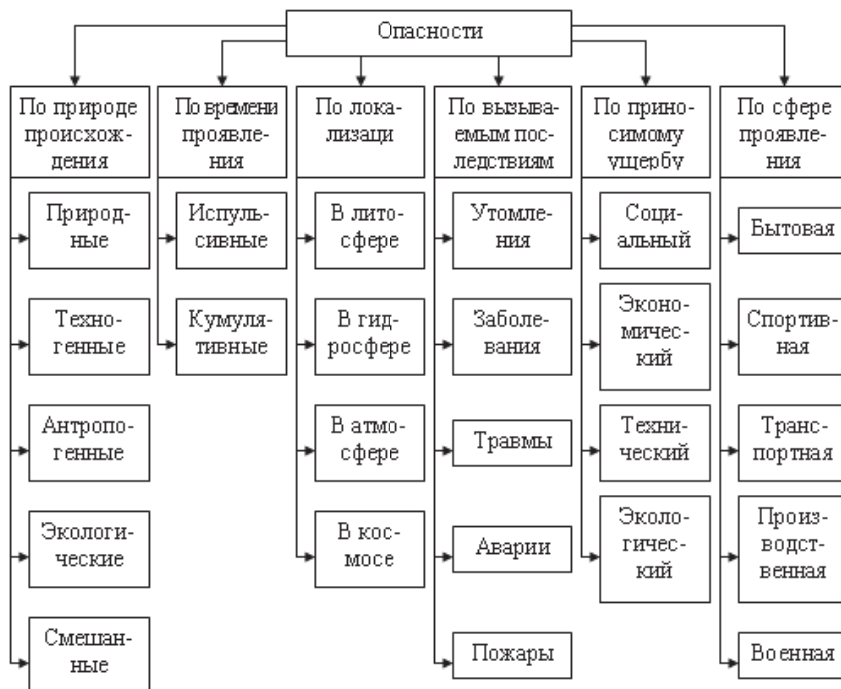 Опасности
По природе
происхож-
дения
Природ-
ные
Техно-
генные
Антропо-
генные
Экологи-
ческие
Смешан-
ные
По времени
проявле-
ния
Испуль-
сивные
Кумуля-
тивные
По лока-
лизаци
В лито-
сфере
В гид-
росфере
В атмо-
сфере
В кос-
мосе
По вызыва-
емым пос-
ледствиям
Утомле-
ния
Заболе-
вания
Травмы
Аварии
Пожары
По прино-
симому
ущербу
Соци-
альный
Эконо-
мичес-
кий
Техни-
ческий
Эколо-
гичес-
кий
По сфере
проявле-
ния
Бытовая
Спортив-
ная
Транс-
портная
Произ-
водст-
венная
Военная